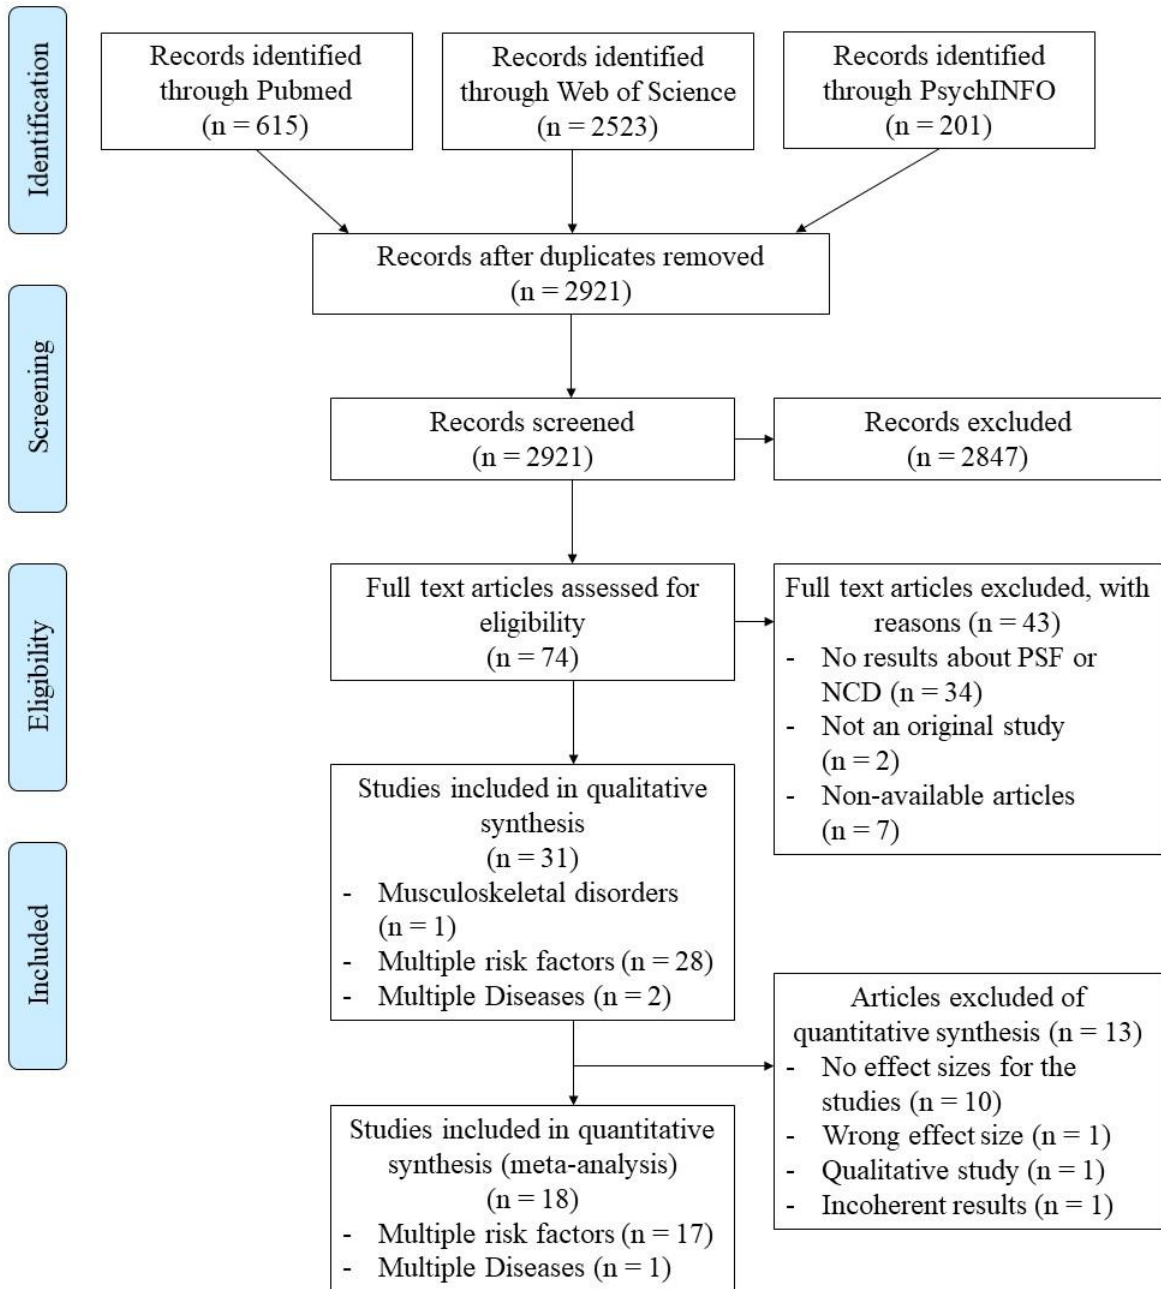 Identification
Records identified
through Pubmed
(n = 615)
Records identified
through Web of Science
(n = 2523)
Records identified
through PsychINFO
(n = 201)
Records after duplicates removed
(n = 2921)
Screening
Records screened
(n = 2921)
Records excluded
(n = 2847)
Eligibility
Full text articles assessed for
eligibility
(n = 74)
Full text articles excluded, with
reasons (n = 43)
- No results about PSF or
NCD (n = 34)
- Not an original study
(n = 2)
- Non-available articles
(n = 7)
Included
Studies included in qualitative
synthesis
(n = 31)
- Musculoskeletal disorders
(n = 1)
- Multiple risk factors (n = 28)
- Multiple Diseases (n = 2)
Articles excluded of
quantitative synthesis (n = 13)
- No effect sizes for the
studies (n = 10)
- Wrong effect size (n = 1)
- Qualitative study (n = 1)
- Incoherent results (n = 1)
Studies included in quantitative
synthesis (meta-analysis)
(n = 18)
- Multiple risk factors (n = 17)
- Multiple Diseases (n = 1)